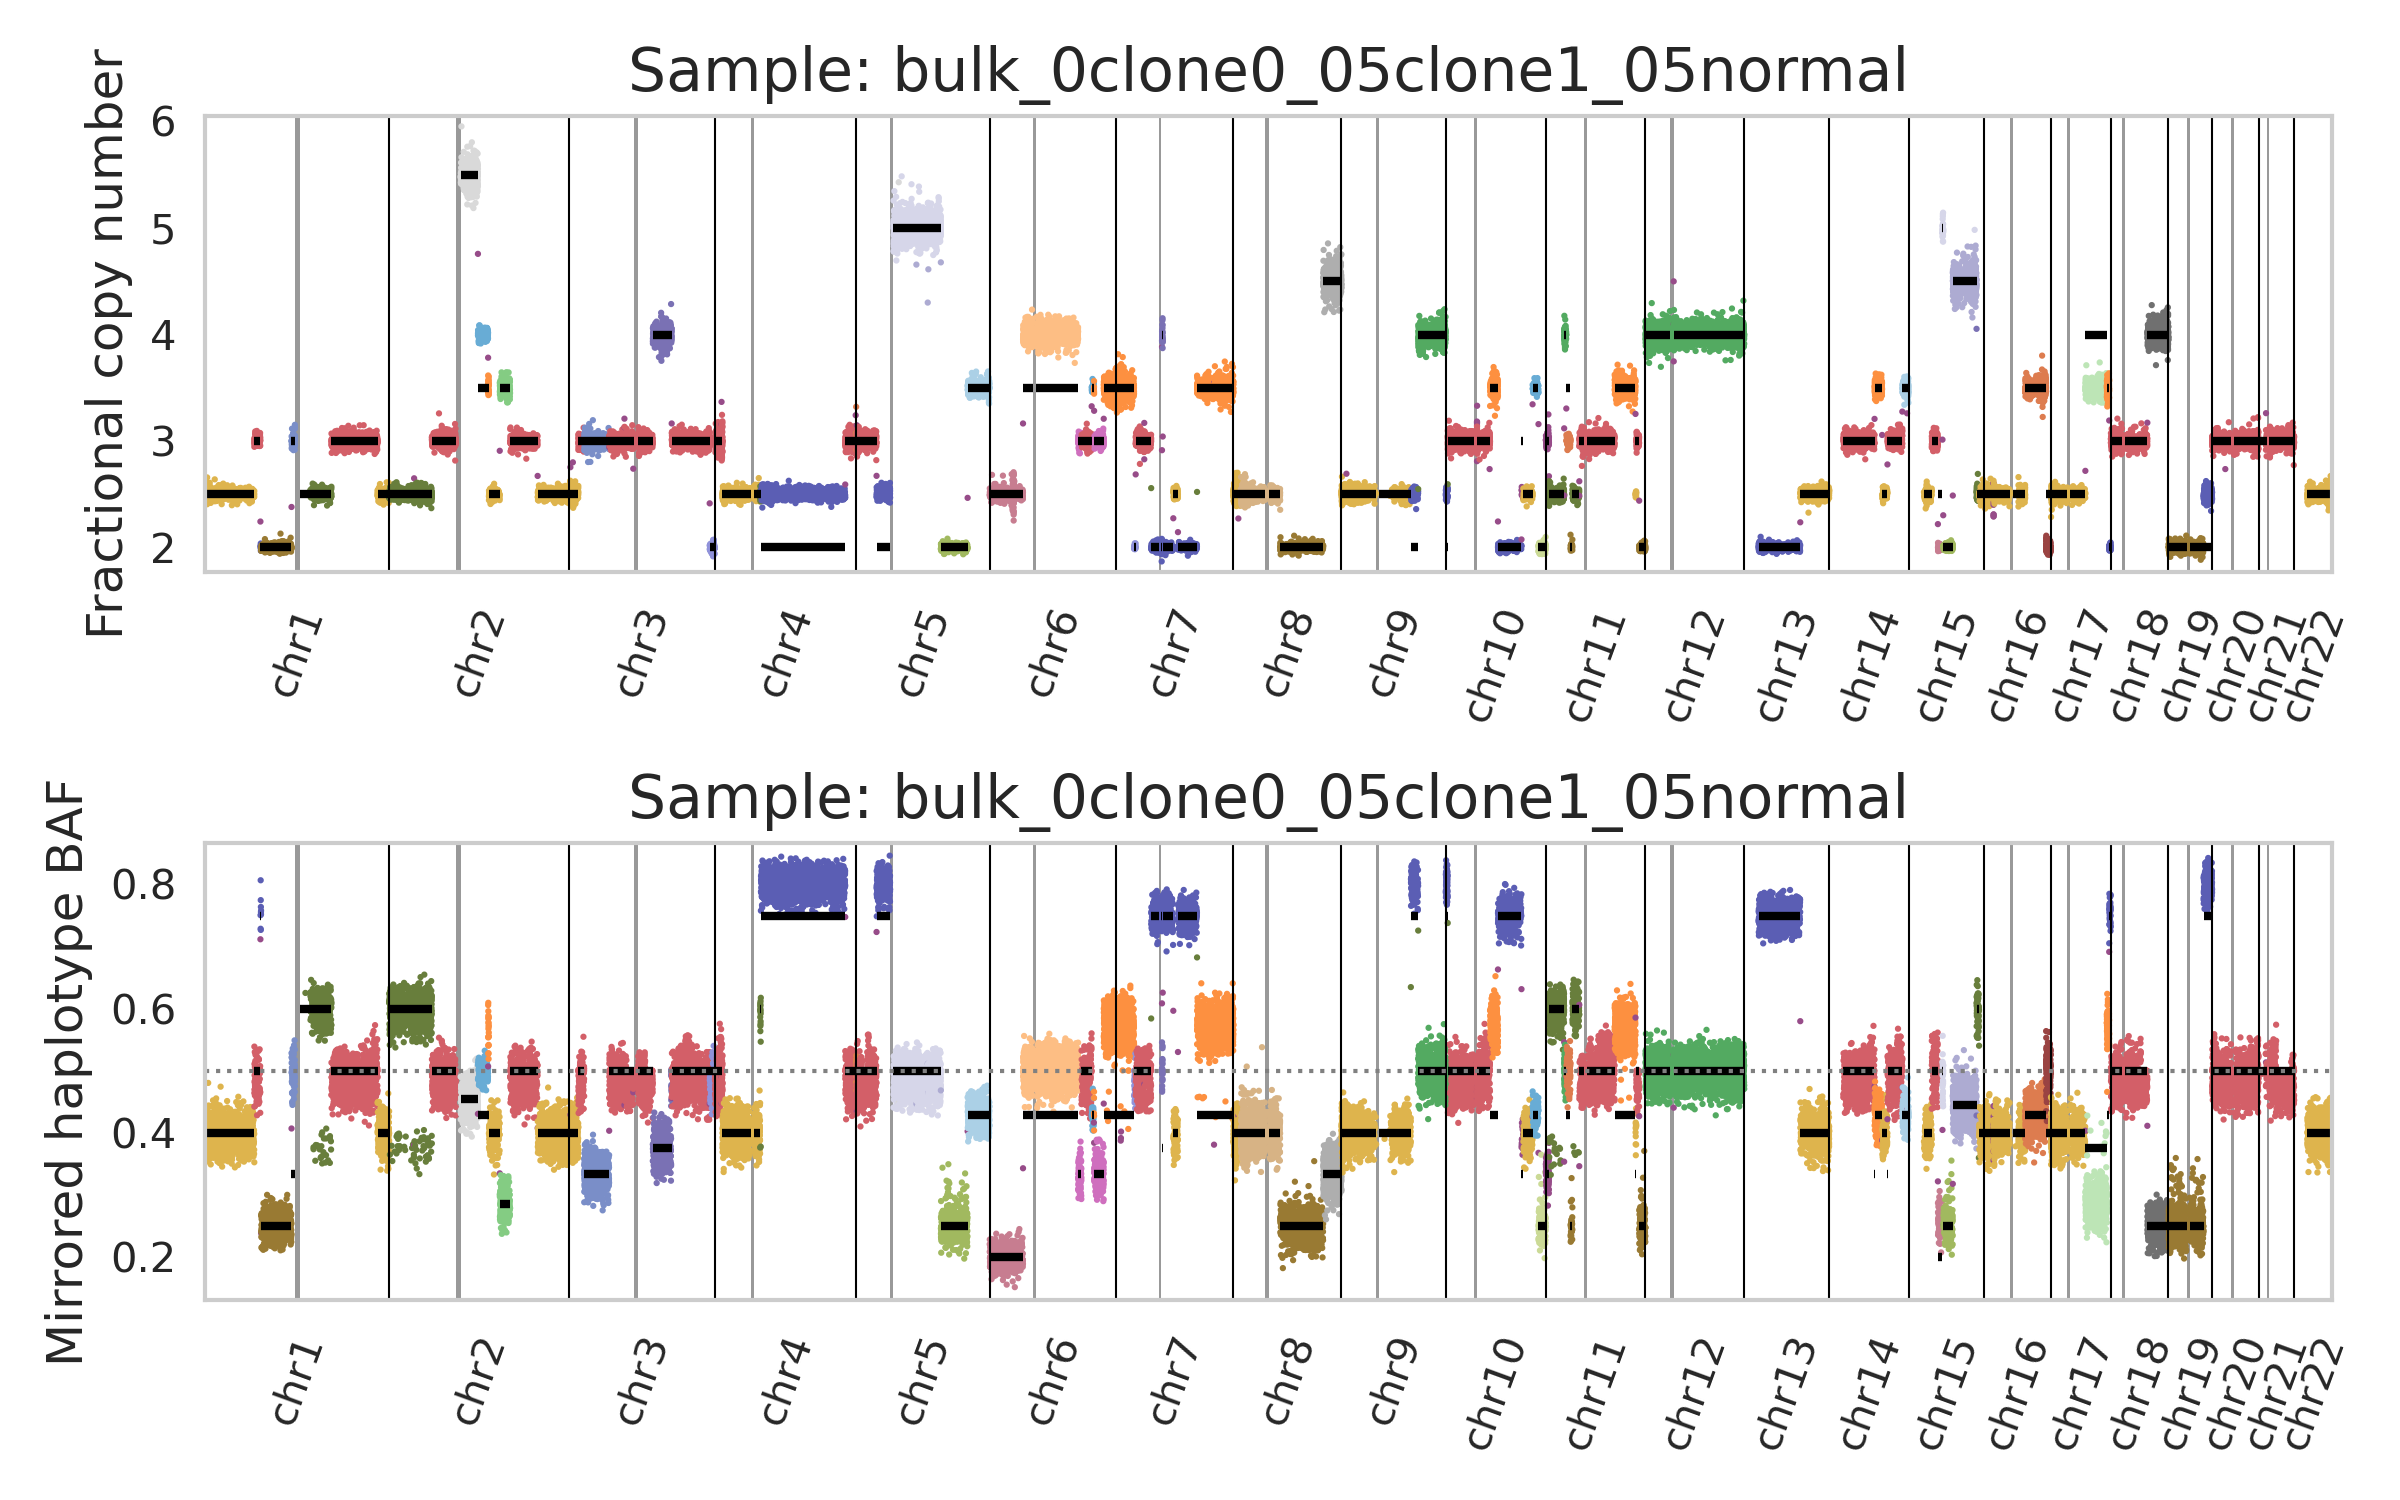 Sample: bulk_0clone0_05clone1_05normal
Fractional copy number
6
5
4
3
2
chr1 chr2 chr3 chr4 chr5 chr6 chr7 chr8 chr9 chr10 chr11 chr12 chr13 chr14 chr15 chr16 chr17 chr18 chr19 chr20 chr21 chr22
Sample: bulk_0clone0_05clone1_05normal
Mirrored haplotype BAF
0.8
0.6
0.4
0.2
chr1 chr2 chr3 chr4 chr5 chr6 chr7 chr8 chr9 chr10 chr11 chr12 chr13 chr14 chr15 chr16 chr17 chr18 chr19 chr20 chr21 chr22